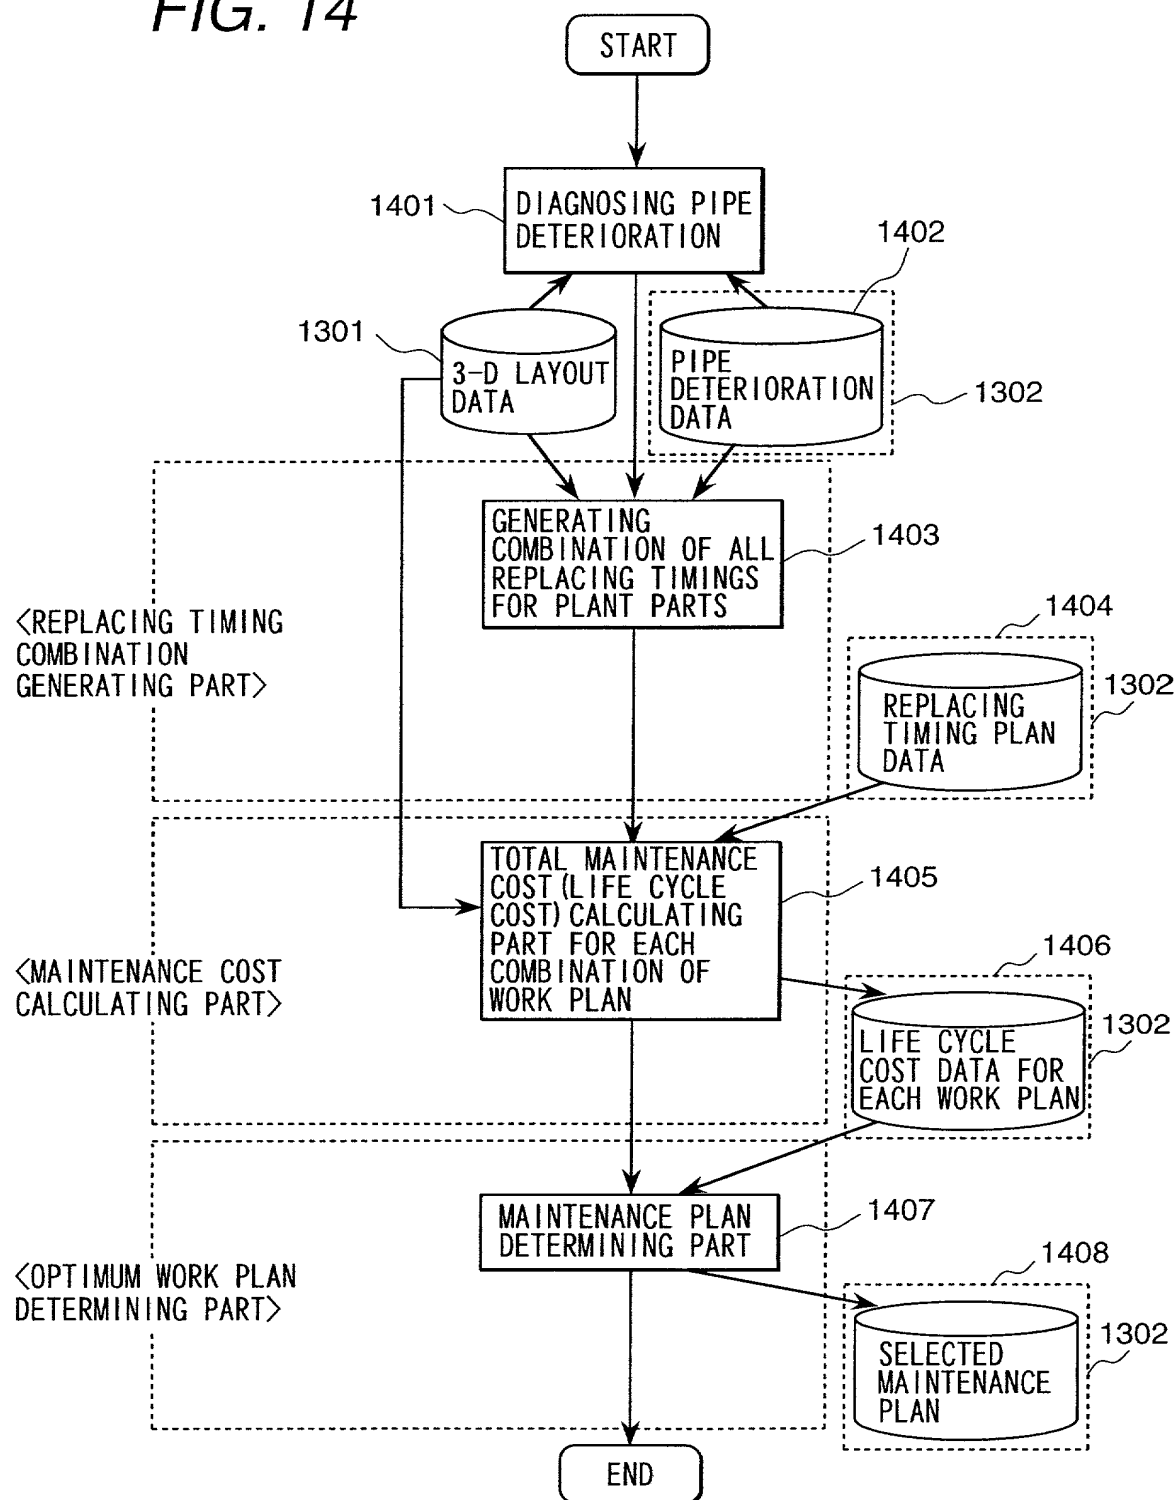 FIG. 14
START
1401
DIAGNOSING PIPE
DETERIORATION
1402
1301
3-D LAYOUT
DATA
PIPE
DETERIORATION
DATA
1302
GENERATING
COMBINATION OF ALL
REPLACING TIMINGS
FOR PLANT PARTS
1403
<REPLACING TIMING
COMBINATION
GENERATING PART>
1404
1302
REPLACING
TIMING PLAN
DATA
TOTAL MAINTENANCE
COST(LIFE CYCLE
COST)CALCULATING
PART FOR EACH
COMBINATION OF
WORK PLAN
1405
<MAINTENANCE COST
CALCULATING PART>
1406
1302
LIFE CYCLE
COST DATA FOR
EACH WORK PLAN
MAINTENANCE PLAN
DETERMINING PART
1407
<OPTIMUM WORK PLAN
DETERMINING PART>
1408
1302
SELECTED
MAINTENANCE
PLAN
END